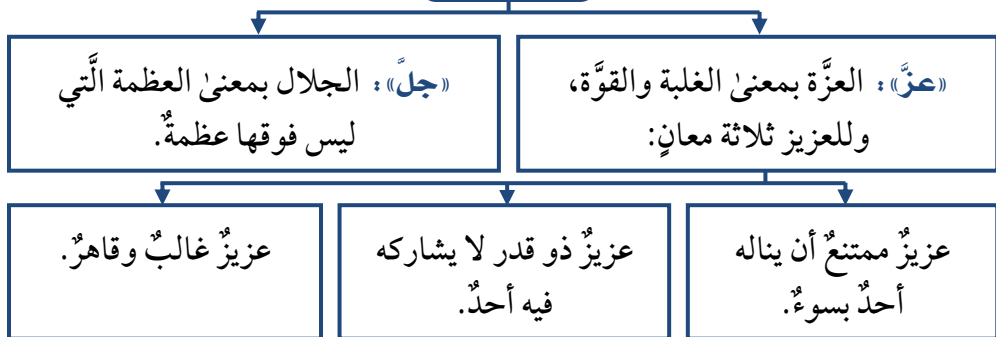 «عزَّ»: العزَّة بمعنىٰ الغلبة والقوَّة،
وللعزيز ثلاثة معانٍ:
«جلَّ»: الجلال بمعنىٰ العظمة الَّتي
ليس فوقها عظمةٌ.
عزيزٌ ممتنعٌ أن يناله
أحدٌ بسوءٌ.
عزيزٌ ذو قدر لا يشاركه
فيه أحدٌ.
عزيزٌ غالبٌ وقاهرٌ.